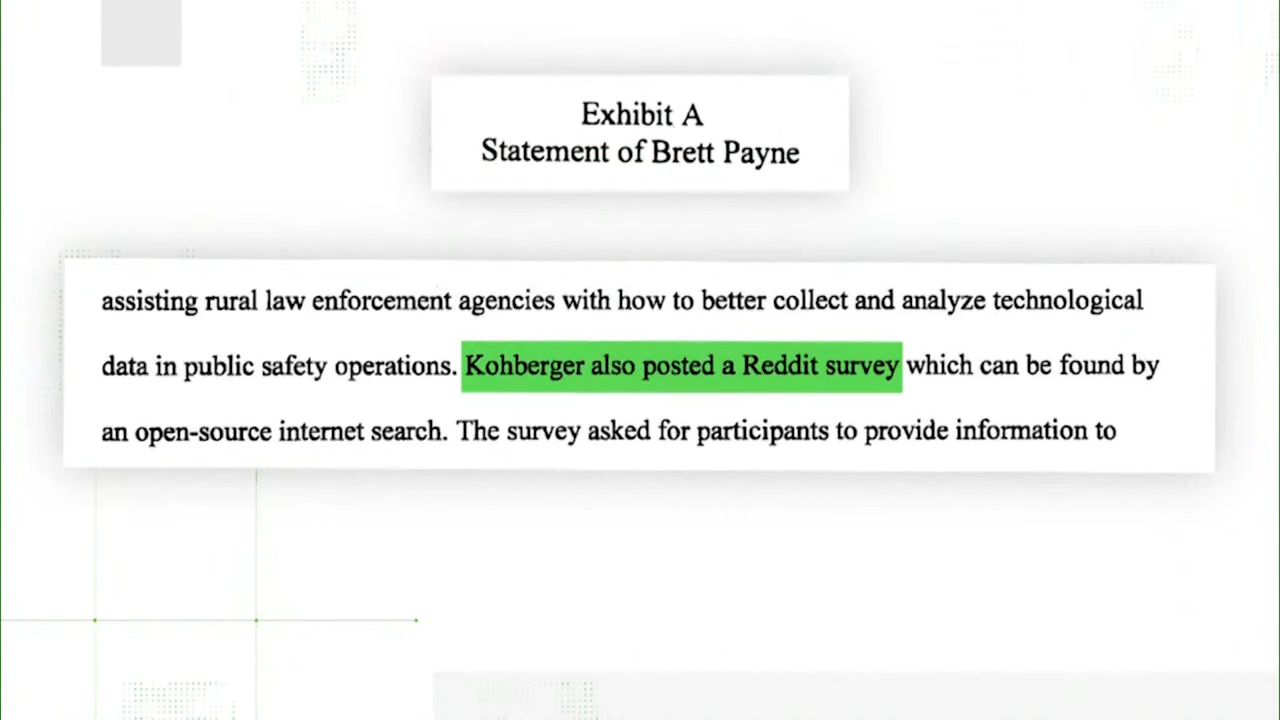 Exhibit A
Statement of Brett Payne
assisting rural law enforcement agencies with how to better collect and analyze technological
data in public safety operations. Kohberger also posted a Reddit survey which can be found by
an open-source internet search. The survey asked for participants to provide information to